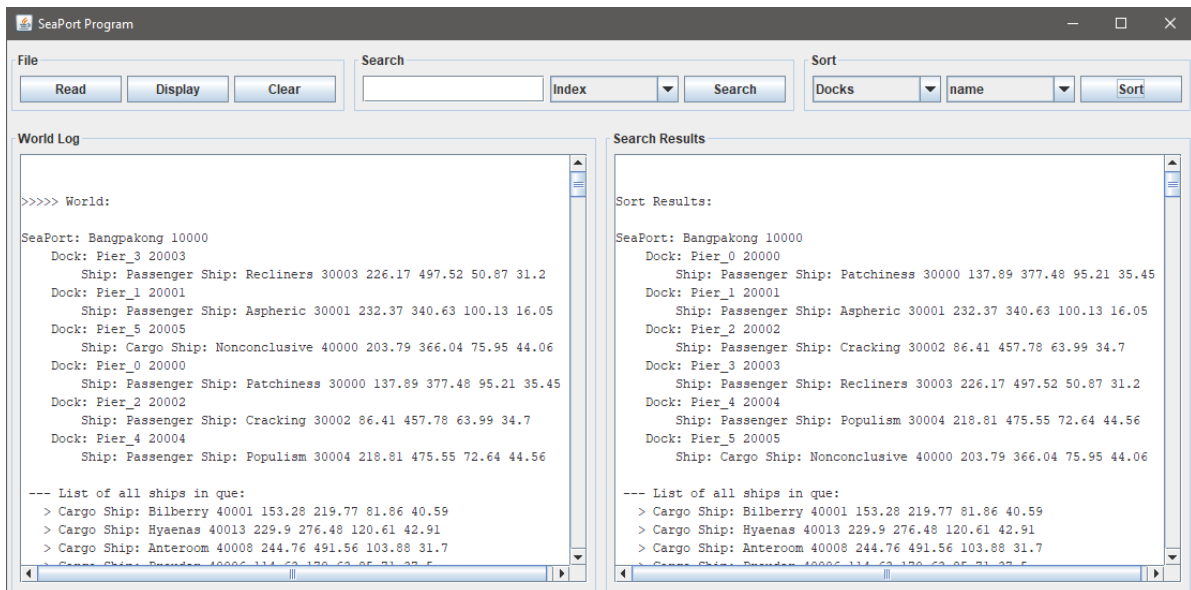 SeaPort Program
File
Search
Sort
Read
Display
Clear
Index
Search
Docks
name
Sort
World Log
>>>>> World:
SeaPort: Bangpakong 10000
Dock: Pier_3 20003
Ship: Passenger Ship: Recliners 30003 226.17 497.52 50.87 31.2
Dock: Pier_1 20001
Ship: Passenger Ship: Aspheric 30001 232.37 340.63 100.13 16.05
Dock: Pier_5 20005
Ship: Cargo Ship: Nonconclusive 40000 203.79 366.04 75.95 44.06
Dock: Pier_0 20000
Ship: Passenger Ship: Patchiness 30000 137.89 377.48 95.21 35.45
Dock: Pier_2 20002
Ship: Passenger Ship: Cracking 30002 86.41 457.78 63.99 34.7
Dock: Pier_4 20004
Ship: Passenger Ship: Populism 30004 218.81 475.55 72.64 44.56
--- List of all ships in que:
> Cargo Ship: Bilberry 40001 153.28 219.77 81.86 40.59
> Cargo Ship: Hyaenas 40013 229.9 276.48 120.61 42.91
> Cargo Ship: Anteroom 40008 244.76 491.56 103.88 31.7
Search Results
Sort Results:
SeaPort: Bangpakong 10000
Dock: Pier_0 20000
Ship: Passenger Ship: Patchiness 30000 137.89 377.48 95.21 35.45
Dock: Pier_1 20001
Ship: Passenger Ship: Aspheric 30001 232.37 340.63 100.13 16.05
Dock: Pier_2 20002
Ship: Passenger Ship: Cracking 30002 86.41 457.78 63.99 34.7
Dock: Pier_3 20003
Ship: Passenger Ship: Recliners 30003 226.17 497.52 50.87 31.2
Dock: Pier_4 20004
Ship: Passenger Ship: Populism 30004 218.81 475.55 72.64 44.56
Dock: Pier_5 20005
Ship: Cargo Ship: Nonconclusive 40000 203.79 366.04 75.95 44.06
--- List of all ships in que:
> Cargo Ship: Bilberry 40001 153.28 219.77 81.86 40.59
> Cargo Ship: Hyaenas 40013 229.9 276.48 120.61 42.91
> Cargo Ship: Anteroom 40008 244.76 491.56 103.88 31.7